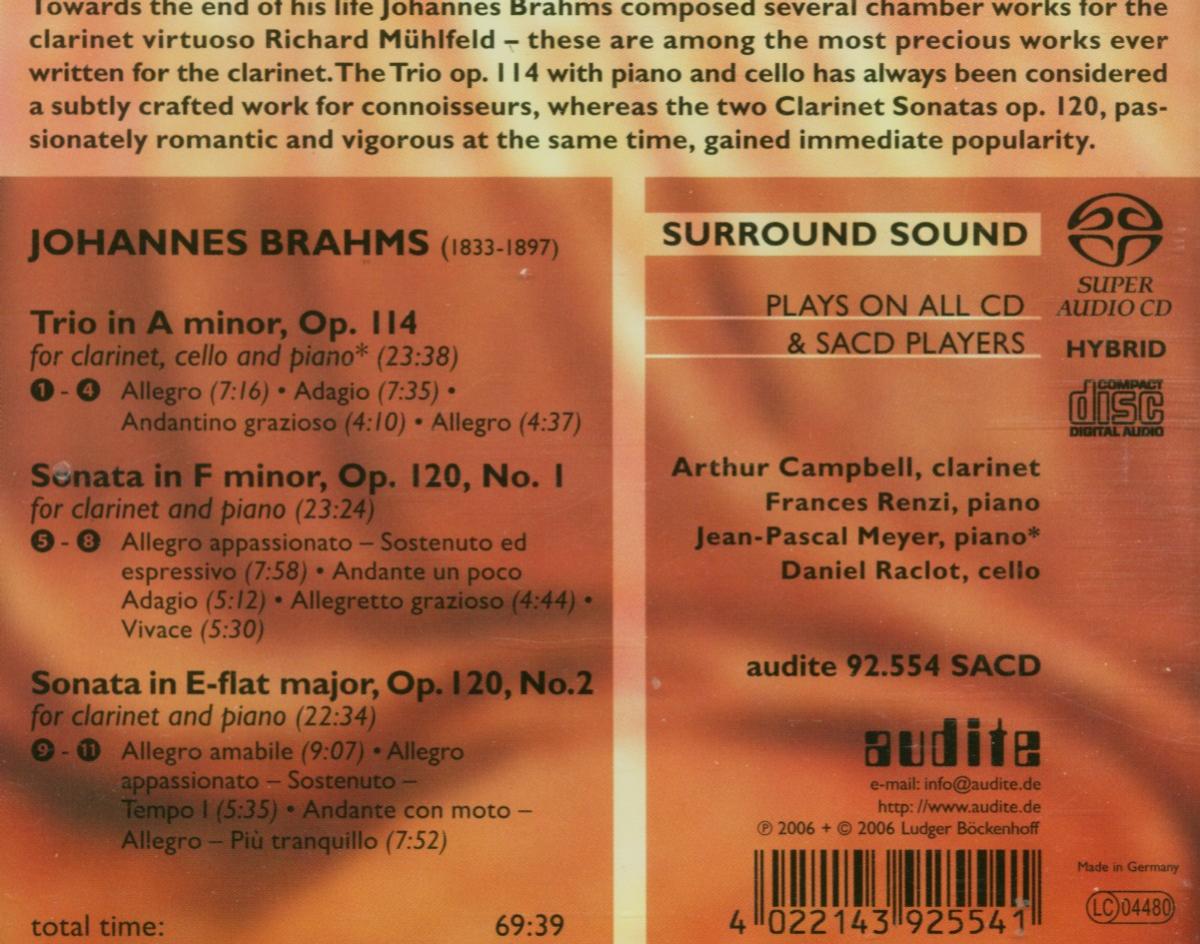 Towards the end of his life Johannes Brahms composed several chamber works for the
clarinet virtuoso Richard Mühlfeld – these are among the most precious works ever
written for the clarinet. The Trio op. 114 with piano and cello has always been considered
a subtly crafted work for connoisseurs, whereas the two Clarinet Sonatas op. 120, pas-
sionately romantic and vigorous at the same time, gained immediate popularity.
JOHANNES BRAHMS (1833-1897)
Trio in A minor, Op. 114
for clarinet, cello and piano* (23:38)
1 - 4 Allegro (7:16) • Adagio (7:35) •
Andantino grazioso (4:10) • Allegro (4:37)
Sonata in F minor, Op. 120, No. 1
for clarinet and piano (23:24)
5 - 8 Allegro appassionato – Sostenuto ed
espressivo (7:58) • Andante un poco
Adagio (5:12) • Allegretto grazioso (4:44) •
Vivace (5:30)
Sonata in E-flat major, Op. 120, No.2
for clarinet and piano (22:34)
9 - 11 Allegro amabile (9:07) • Allegro
appassionato – Sostenuto –
Tempo I (5:35) • Andante con moto –
Allegro – Più tranquillo (7:52)
total time: 69:39
SURROUND SOUND
PLAYS ON ALL CD
& SACD PLAYERS
SUPER
AUDIO CD
HYBRID
COMPACT
disc
DIGITAL AUDIO
Arthur Campbell, clarinet
Frances Renzi, piano
Jean-Pascal Meyer, piano*
Daniel Raclot, cello
audite 92.554 SACD
audite
e-mail: info@audite.de
http: //www.audite.de
℗ 2006 + © 2006 Ludger Böckenhoff
4 022143 925541
Made in Germany
LC 04480